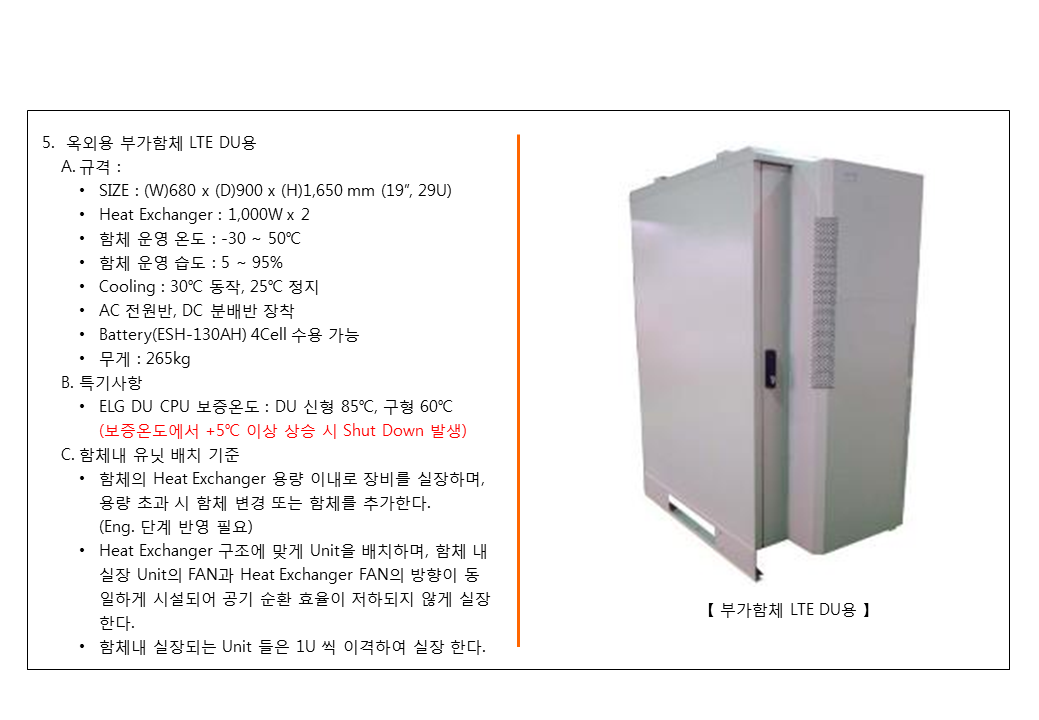 5. 옥외용 부가함체 LTE DU용
A. 규격 :
• SIZE : (W)680 x (D)900 x (H)1,650 mm (19”, 29U)
• Heat Exchanger : 1,000W x 2
• 함체 운영 온도 : -30 ~ 50℃
• 함체 운영 습도 : 5 ~ 95%
• Cooling : 30℃ 동작, 25℃ 정지
• AC 전원반, DC 분배반 장착
• Battery(ESH-130AH) 4Cell 수용 가능
• 무게 : 265kg
B. 특기사항
• ELG DU CPU 보증온도 : DU 신형 85℃, 구형 60℃
(보증온도에서 +5℃ 이상 상승 시 Shut Down 발생)
C. 함체내 유닛 배치 기준
• 함체의 Heat Exchanger 용량 이내로 장비를 실장하며,
용량 초과 시 함체 변경 또는 함체를 추가한다.
(Eng. 단계 반영 필요)
• Heat Exchanger 구조에 맞게 Unit을 배치하며, 함체 내
실장 Unit의 FAN과 Heat Exchanger FAN의 방향이 동
일하게 시설되어 공기 순환 효율이 저하되지 않게 실장
한다.
• 함체내 실장되는 Unit 들은 1U 씩 이격하여 실장 한다.
【 부가함체 LTE DU용 】